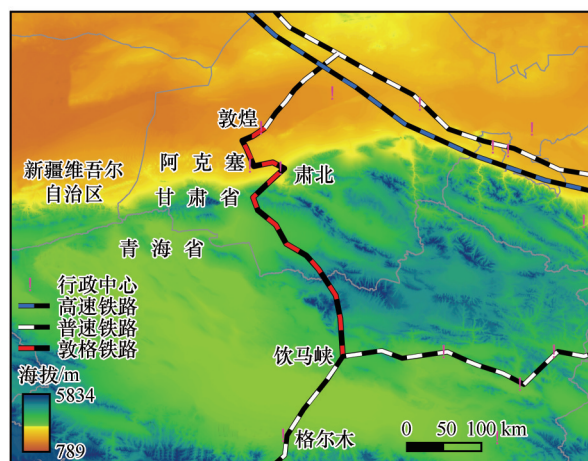 敦煌
阿克塞
肃北
新疆维吾尔
自治区
甘肃省
青海省
行政中心
高速铁路
普速铁路
敦格铁路
饮马峡
海拔/m
5834
789
格尔木
0 50 100 km